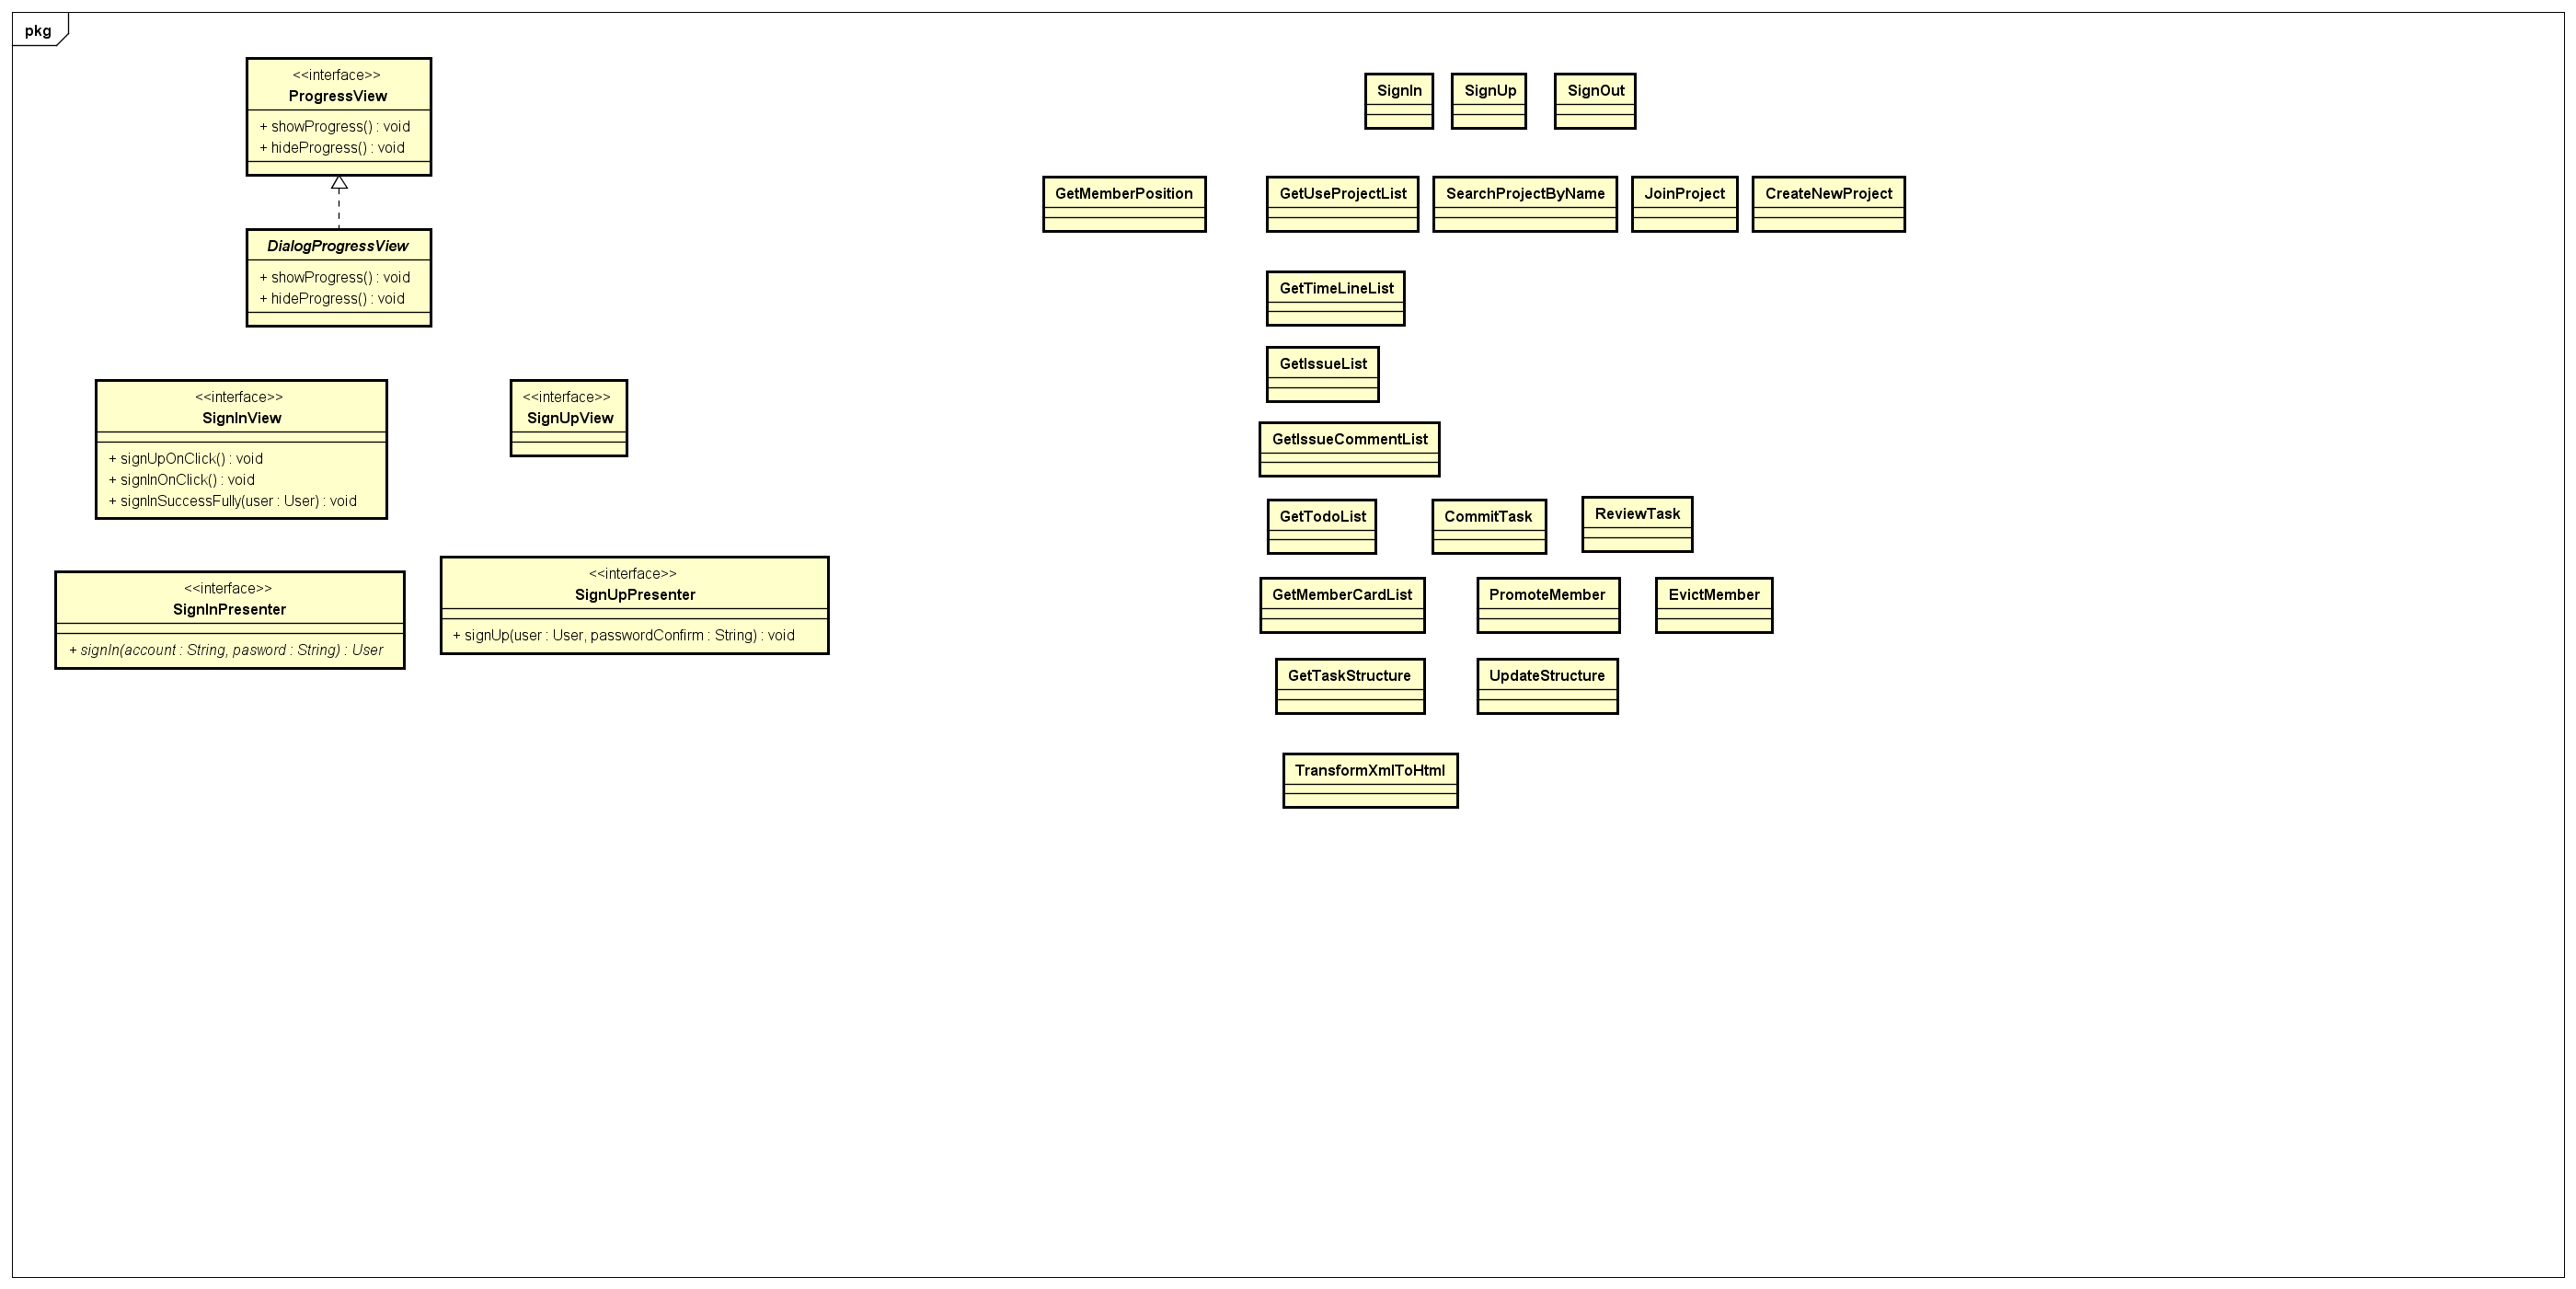 pkg
<<interface>>
ProgressView
+ showProgress() : void
+ hideProgress() : void
DialogProgressView
+ showProgress() : void
+ hideProgress() : void
<<interface>>
SignInView
+ signUpOnClick() : void
+ signInOnClick() : void
+ signInSuccessFully(user : User) : void
<<interface>>
SignUpView
<<interface>>
SignInPresenter
+ signIn(account : String, pasword : String) : User
<<interface>>
SignUpPresenter
+ signUp(user : User, passwordConfirm : String) : void
SignIn
SignUp
SignOut
GetMemberPosition
GetUseProjectList
SearchProjectByName
JoinProject
CreateNewProject
GetTimeLineList
GetIssueList
GetIssueCommentList
GetTodoList
CommitTask
ReviewTask
GetMemberCardList
PromoteMember
EvictMember
GetTaskStructure
UpdateStructure
TransformXmlToHtml